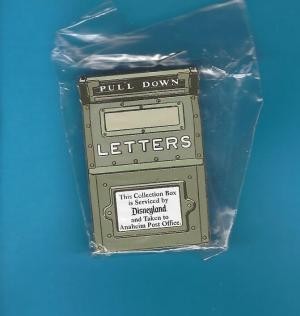 PULL DOWN
LETTERS
This Collection Box
is Serviced by
Disneyland
and Taken to
Anaheim Post Office.